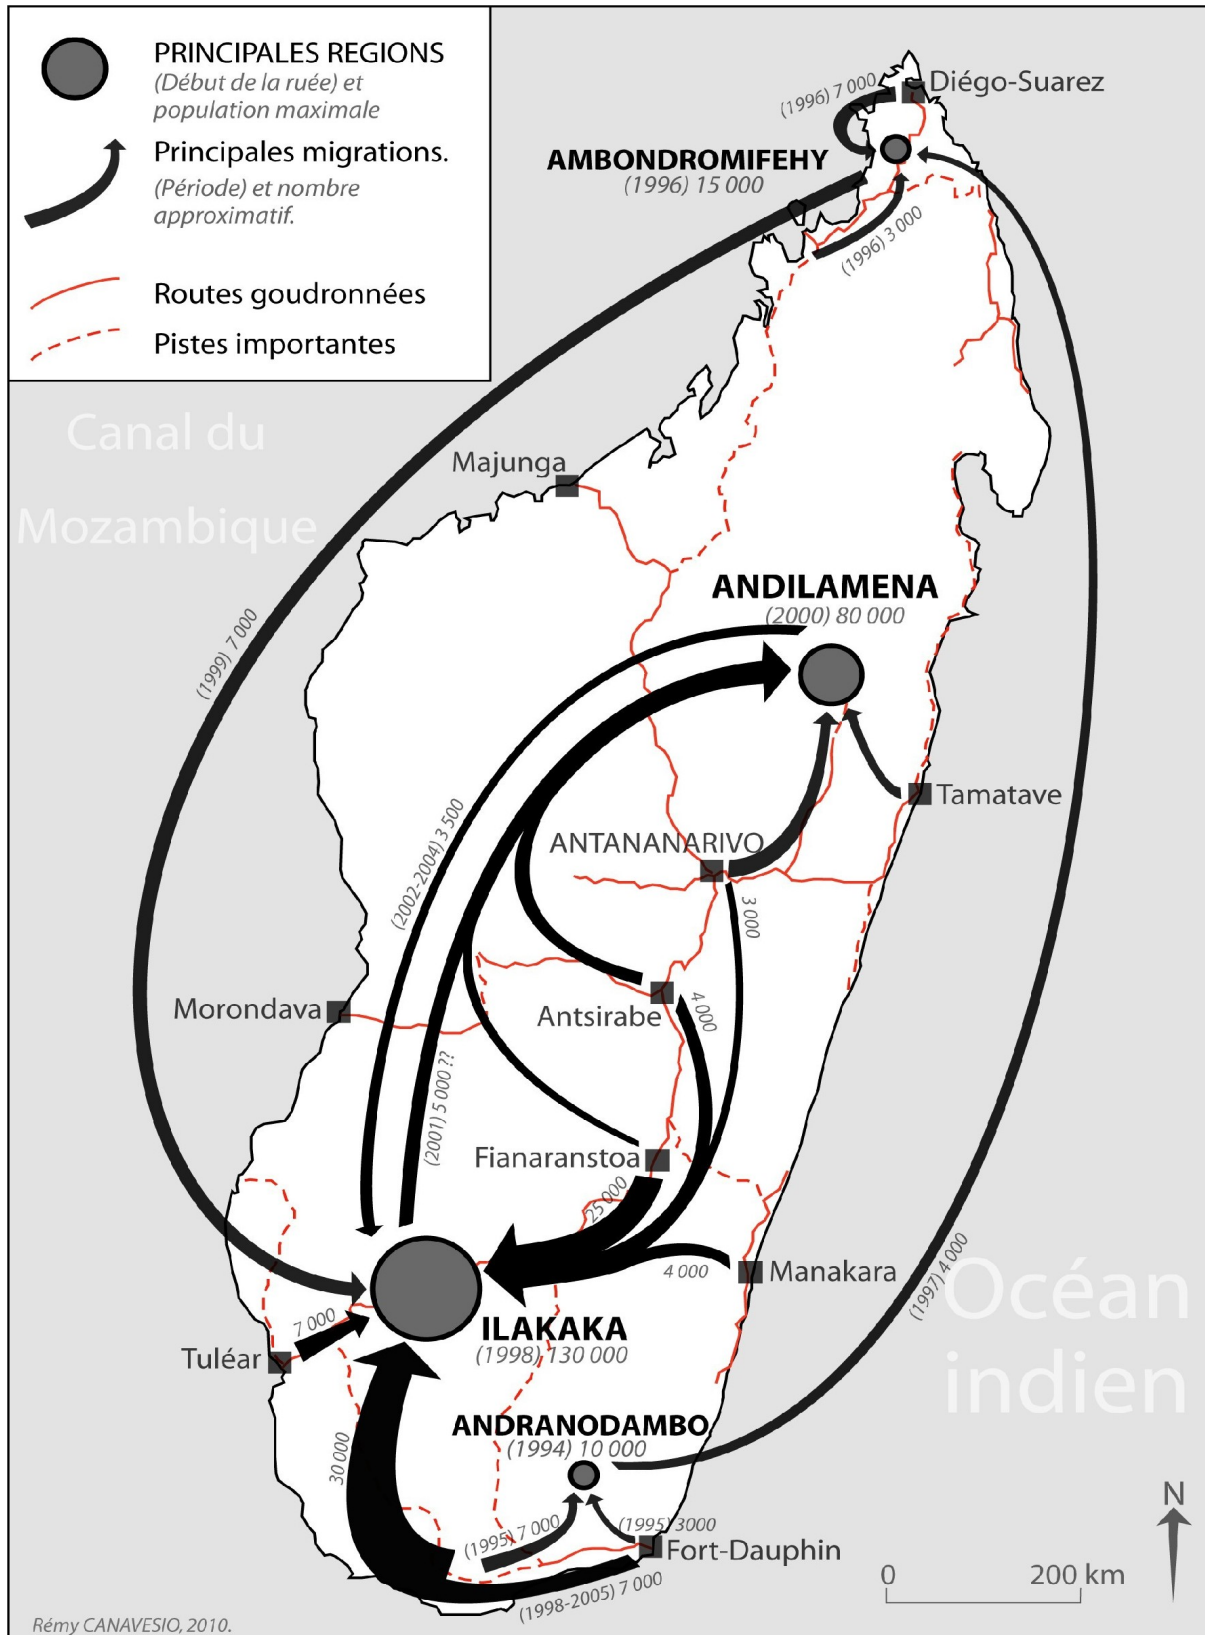 PRINCIPALES REGIONS
(Début de la ruée) et
population maximale
Principales migrations.
(Période) et nombre
approximatif.
Routes goudronnées
Pistes importantes
(1996) 7 000
Diégo-Suarez
AMBONDROMIFEHY
(1996) 15 000
(1996) 3 000
Canal du
Mozambique
Majunga
ANDILAMENA
(2000) 80 000
(1999) 7 000
Tamatave
(2002-2004) 3 500
ANTANANARIVO
3 000
Morondava
Antsirabe
4 000
(2001) 5 000 ??
Fianaranstoa
25 000
4 000
Manakara
(1997) 4 000
Océan
indien
7 000
Tuléar
ILAKAKA
(1998) 130 000
ANDRANODAMBO
(1994) 10 000
30 000
(1995) 7 000
(1995) 3000
Fort-Dauphin
(1998-2005) 7 000
N
0 200 km
Rémy CANAVESIO, 2010.